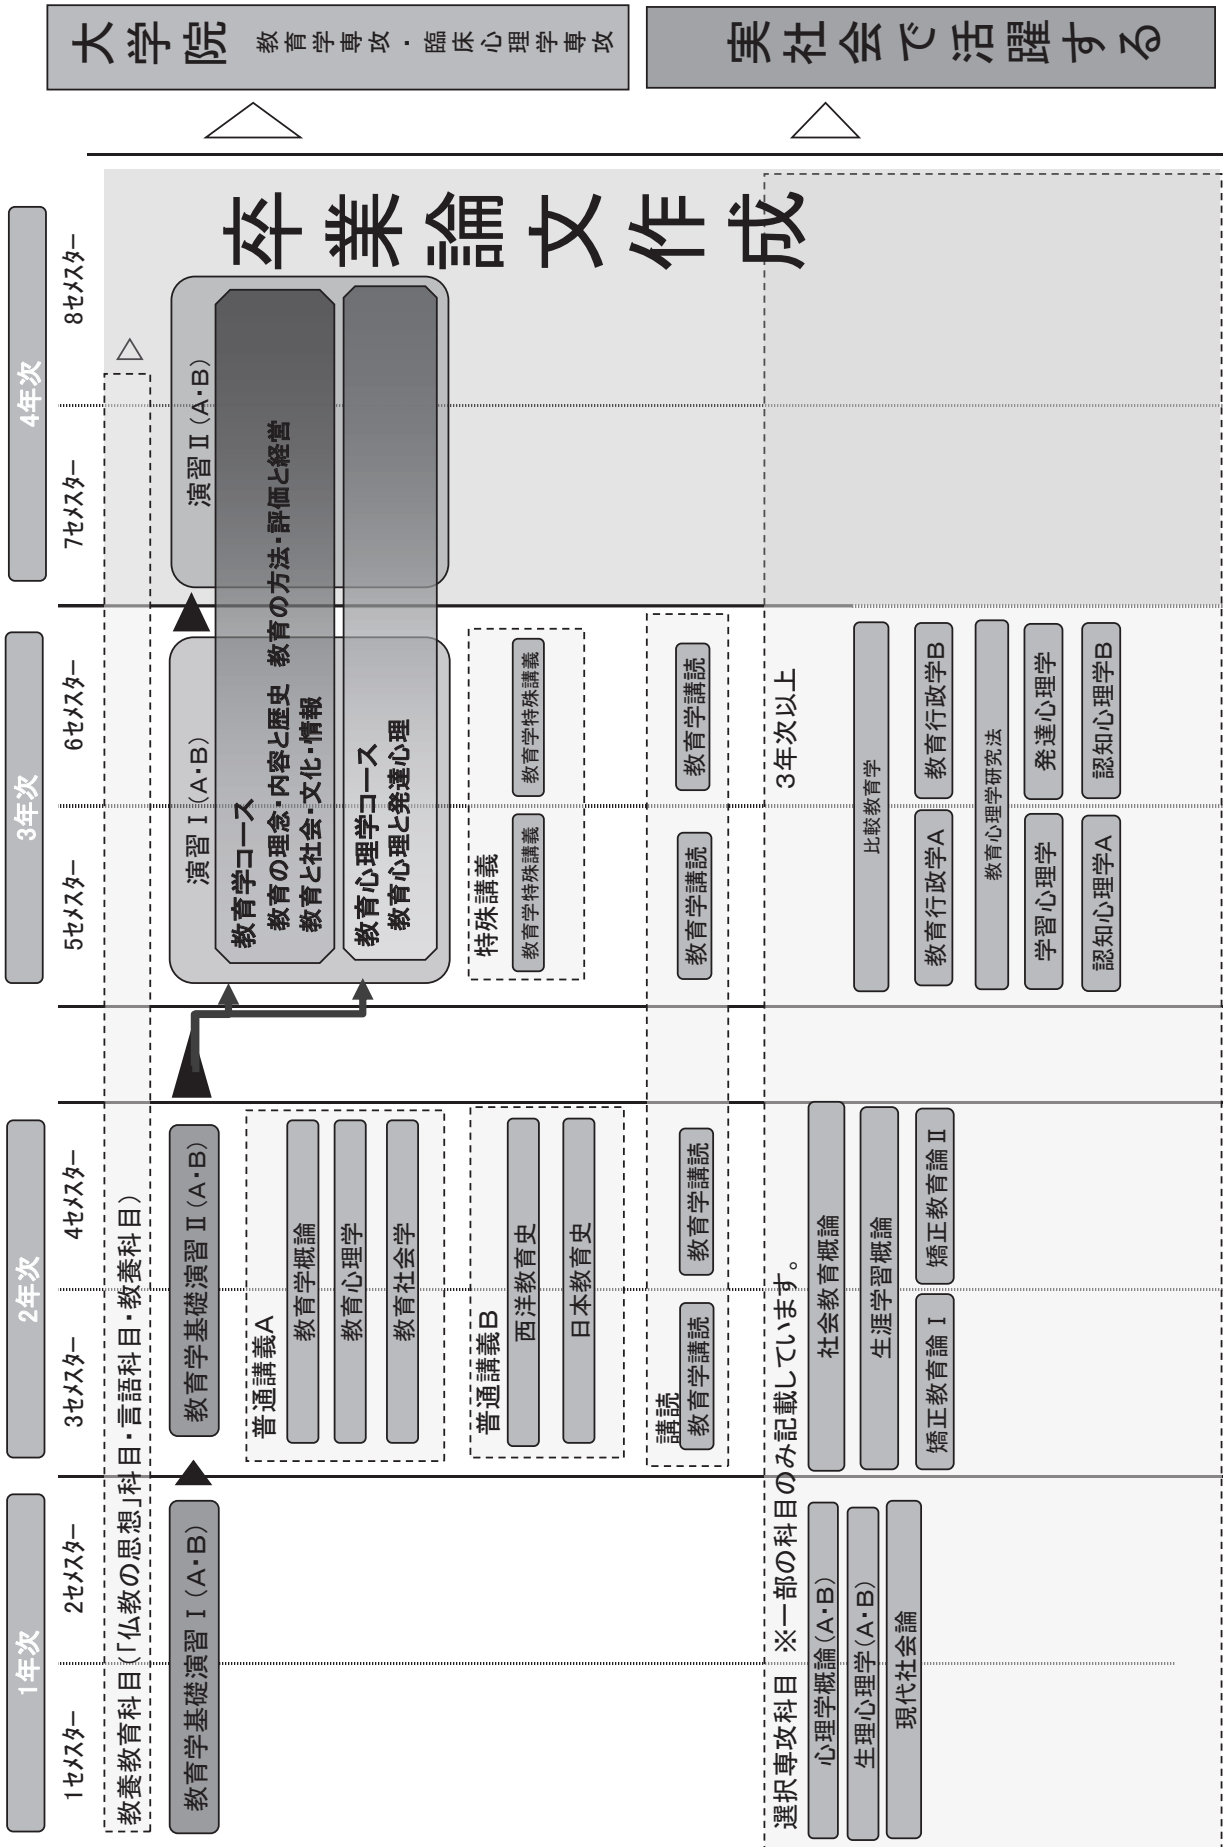 1年次
2年次
3年次
4年次
1セメスター
2セメスター
3セメスター
4セメスター
5セメスター
6セメスター
7セメスター
8セメスター
教養教育科目(「仏教の思想」科目・言語科目・教養科目)
教育学基礎演習Ⅰ(A・B)
教育学基礎演習Ⅱ(A・B)
演習Ⅰ(A・B)
演習Ⅱ(A・B)
教育学コース
教育の理念・内容と歴史 教育の方法・評価と経営
教育と社会・文化・情報
教育心理学コース
教育心理と発達心理
普通講義A
教育学概論
教育心理学
教育社会学
普通講義B
西洋教育史
日本教育史
特殊講義
教育学特殊講義
教育学特殊講義
講読
教育学講読
教育学講読
教育学講読
教育学講読
選択専攻科目 ※一部の科目のみ記載しています。
3年次以上
心理学概論(A・B)
生理心理学(A・B)
現代社会論
社会教育概論
生涯学習概論
矯正教育論Ⅰ
矯正教育論Ⅱ
比較教育学
教育行政学A
教育行政学B
教育心理学研究法
学習心理学
発達心理学
認知心理学A
認知心理学B
卒業論文作成
大学院 教育学専攻・臨床心理学専攻
実社会で活躍する